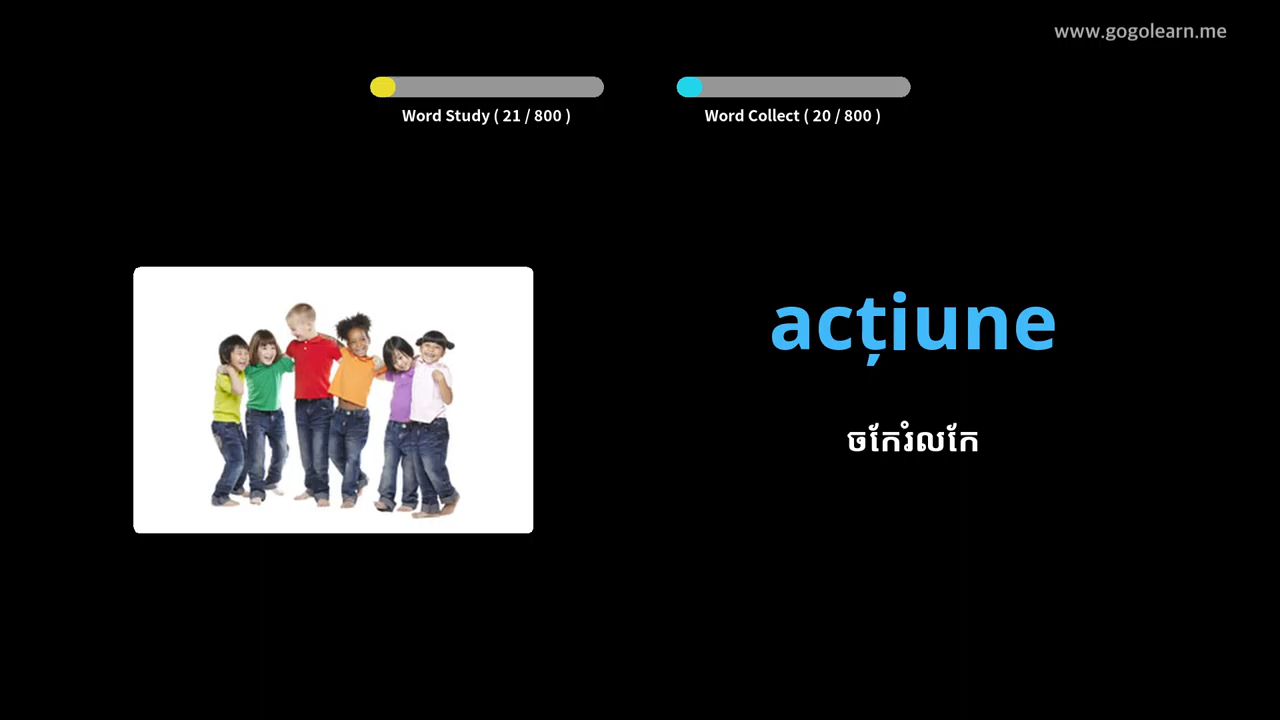 www.gogolearn.me
Word Study ( 21 / 800 )
Word Collect ( 20 / 800 )
acțiune
ចែករំលែក